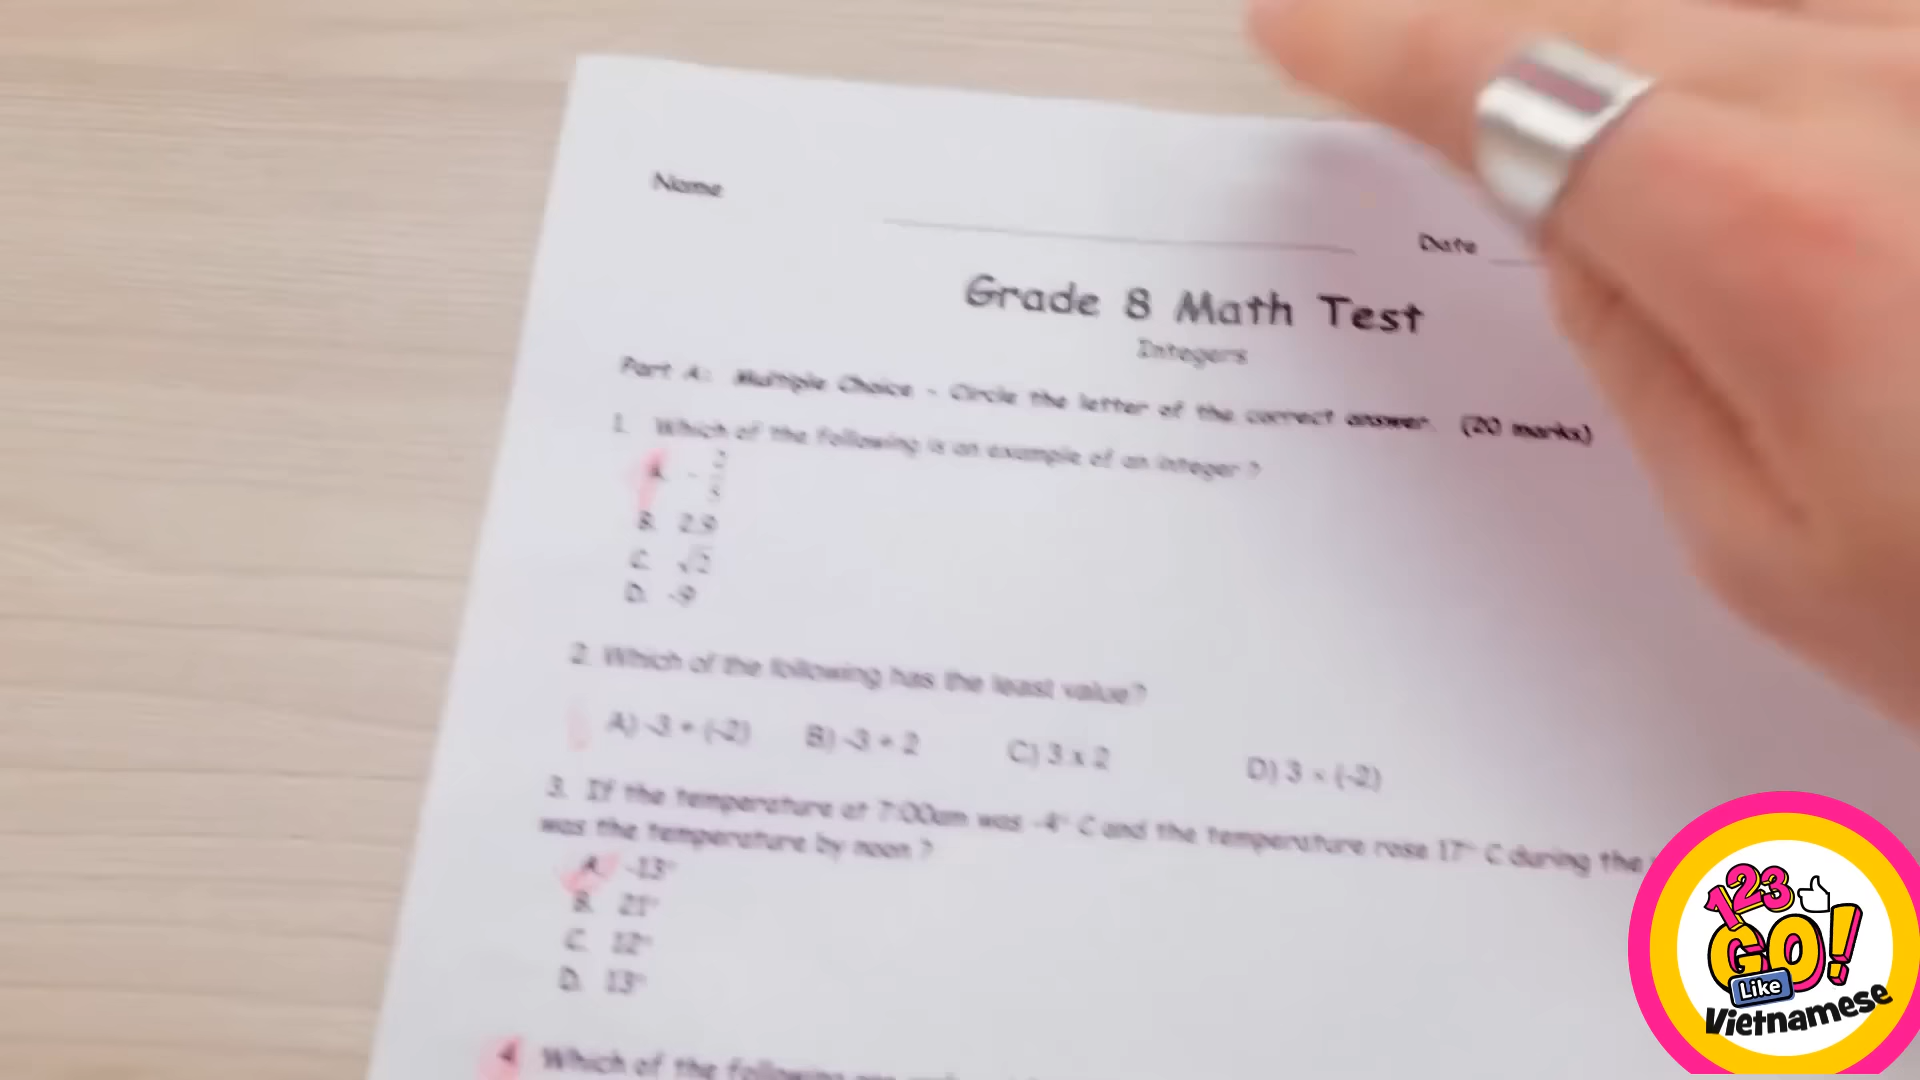 Name
Date
Grade 8 Math Test
Integers
Part A: Multiple Choice - Circle the letter of the correct answer. (20 marks)
1. Which of the following is an example of an integer ?
A. -
B. 2.9
C. √2
D. -9
2. Which of the following has the least value?
A) -3 + (-2) B) -3 + 2 C) 3 x 2 D) 3 × (-2)
3. If the temperature at 7:00am was -4° C and the temperature rose 17° C during the
was the temperature by noon ?
A. -13°
B. 21°
C. 12°
D. 13°
4 Which of the following
123
GO!
Like
Vietnamese